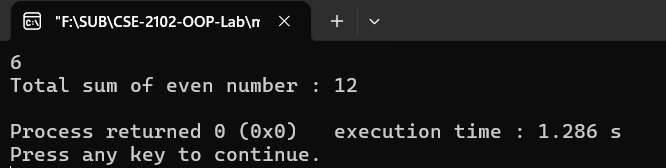 "F:\SUB\CSE-2102-OOP-Lab\m
6
Total sum of even number : 12
Process returned 0 (0x0)   execution time : 1.286 s
Press any key to continue.